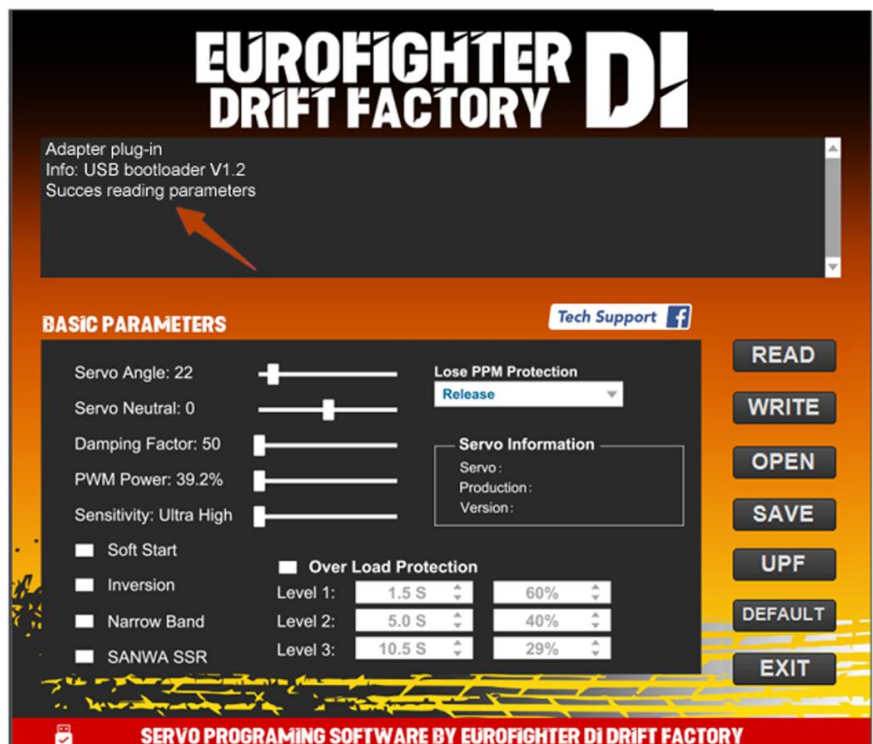 EUROFIGHTER DI
DRIFT FACTORY
Adapter plug-in
Info: USB bootloader V1.2
Succes reading parameters
BASIC PARAMETERS
Tech Support f
Servo Angle: 22
Servo Neutral: 0
Damping Factor: 50
PWM Power: 39.2%
Sensitivity: Ultra High
Soft Start
Inversion
Narrow Band
SANWA SSR
Lose PPM Protection
Release
Servo Information
Servo :
Production:
Version :
Over Load Protection
Level 1: 1.5 S 60%
Level 2: 5.0 S 40%
Level 3: 10.5 S 29%
READ
WRITE
OPEN
SAVE
UPF
DEFAULT
EXIT
SERVO PROGRAMING SOFTWARE BY EUROFIGHTER DI DRIFT FACTORY